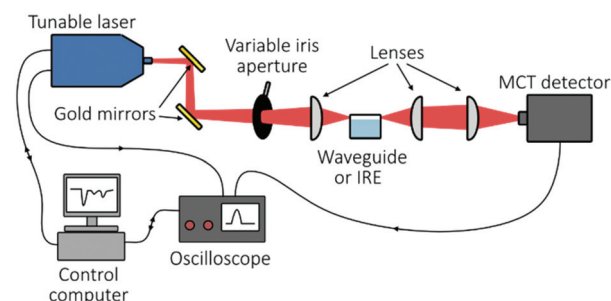 Tunable laser
Variable iris
aperture
Lenses
MCT detector
Gold mirrors
Waveguide
or IRE
Oscilloscope
Control
computer